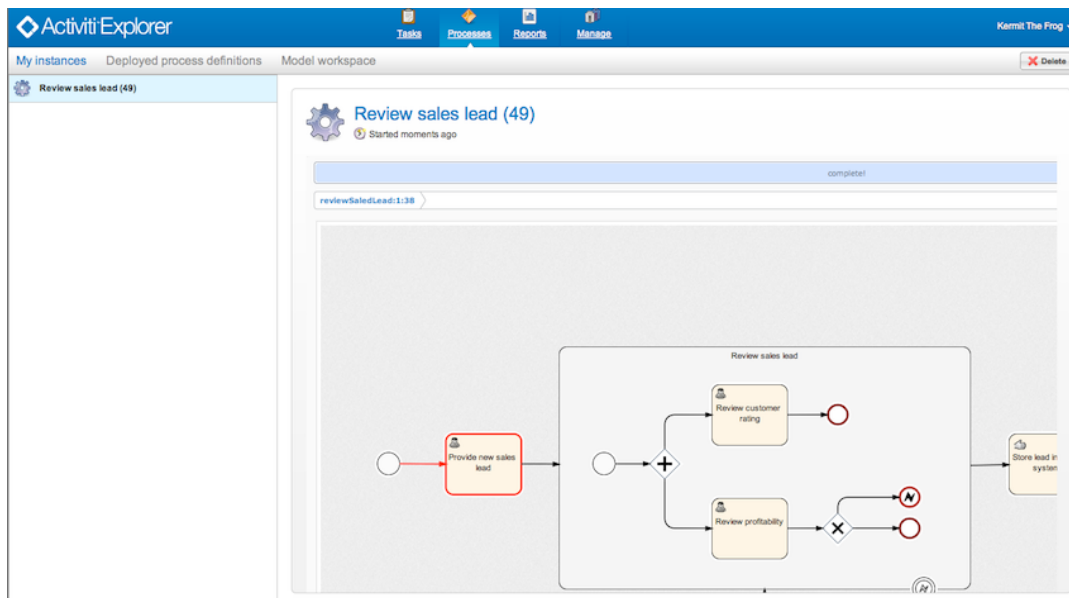 Activiti Explorer
Tasks
Processes
Reports
Manage
Kermit The Frog
My instances
Deployed process definitions
Model workspace
Delete
Review sales lead (49)
Review sales lead (49)
Started moments ago
complete!
reviewSaledLead:1:38
Review sales lead
Review customer
rating
Provide new sales
lead
Store lead in
system
Review profitability